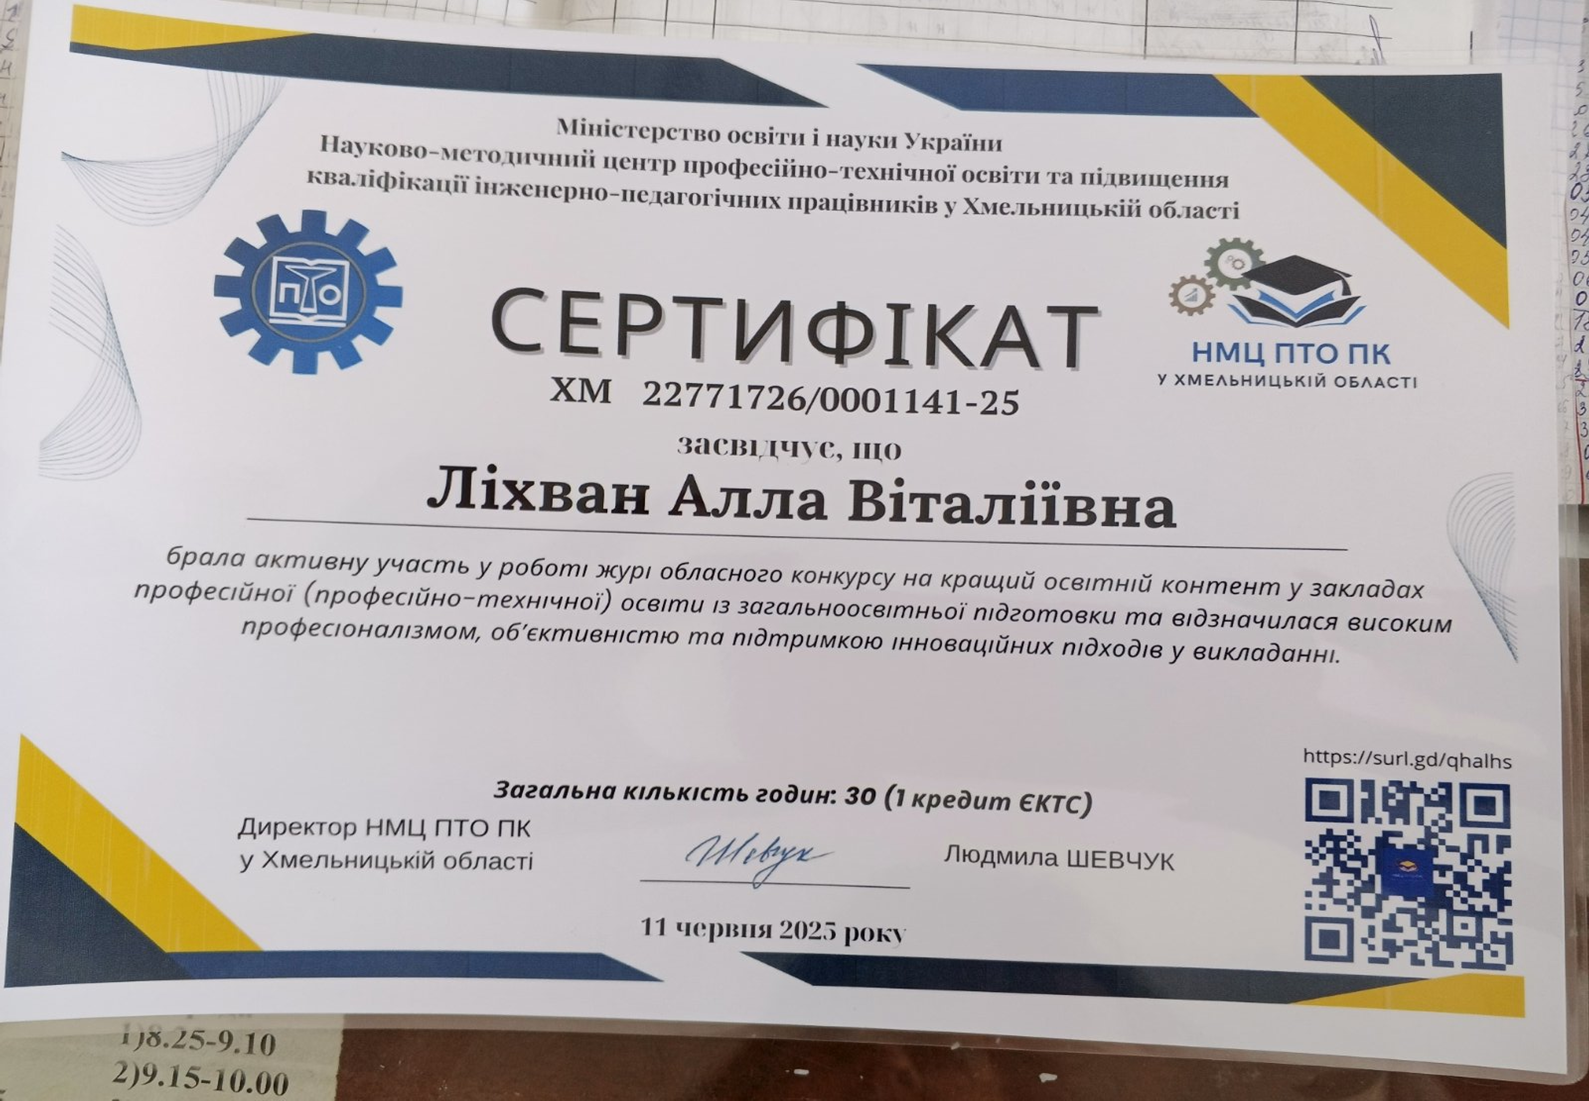 Міністерство освіти і науки України
Науково-методичний центр професійно-технічної освіти та підвищення
кваліфікації інженерно-педагогічних працівників у Хмельницькій області
ПТО
СЕРТИФІКАТ
НМЦ ПТО ПК
У ХМЕЛЬНИЦЬКІЙ ОБЛАСТІ
ХМ 22771726/0001141-25
засвідчує, що
Ліхван Алла Віталіївна
брала активну участь у роботі журі обласного конкурсу на кращий освітній контент у закладах
професійної (професійно-технічної) освіти із загальноосвітньої підготовки та відзначилася високим
професіоналізмом, об’єктивністю та підтримкою інноваційних підходів у викладанні.
https://surl.gd/qhalhs
Загальна кількість годин: 30 (1 кредит ЄКТС)
Директор НМЦ ПТО ПК
у Хмельницькій області
Шевчук
Людмила ШЕВЧУК
11 червня 2025 року
1)8.25-9.10
2)9.15-10.00